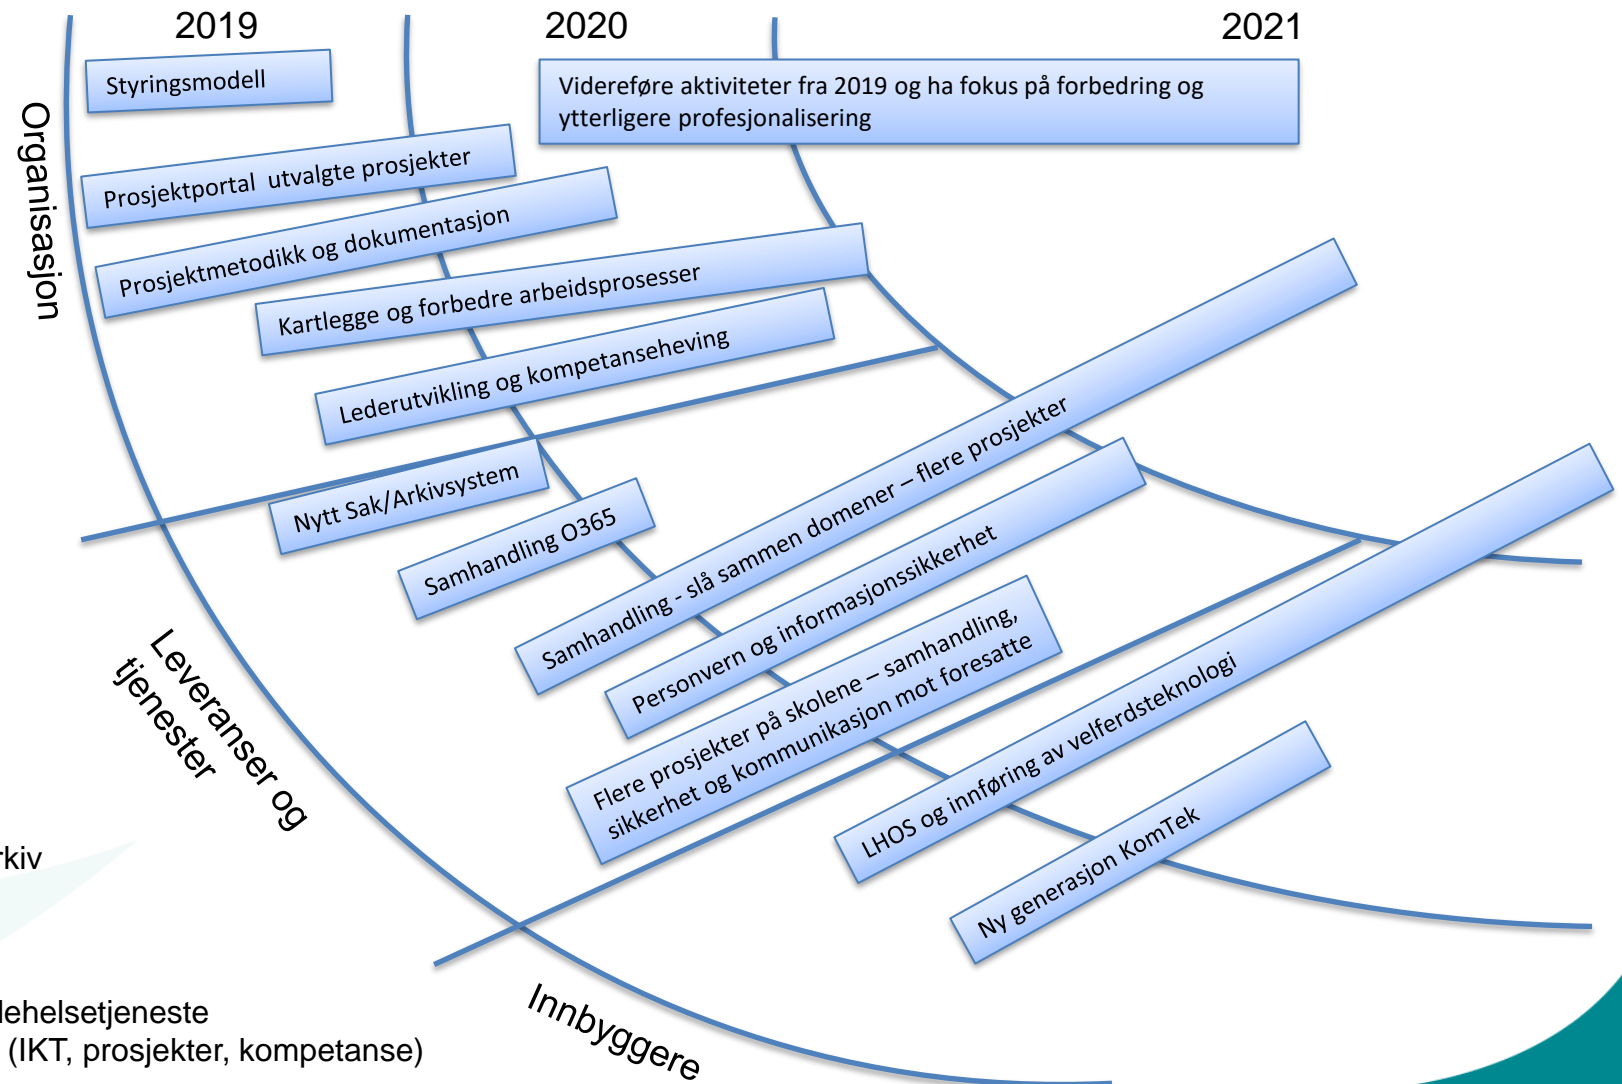 2019
2020
2021
Organisasjon
Styringsmodell
Videreføre aktiviteter fra 2019 og ha fokus på forbedring og
ytterligere profesjonalisering
Prosjektportal utvalgte prosjekter
Prosjektmetodikk og dokumentasjon
Kartlegge og forbedre arbeidsprosesser
Lederutvikling og kompetanseheving
Leveranser og
tjenester
Nytt Sak/Arkivsystem
Samhandling O365
Samhandling - slå sammen domener – flere prosjekter
Personvern og informasjonssikkerhet
Flere prosjekter på skolene – samhandling,
sikkerhet og kommunikasjon mot foresatte
Innbyggere
LHOS og innføring av velferdsteknologi
Ny generasjon KomTek
rkiv
lehelsetjeneste
(IKT, prosjekter, kompetanse)